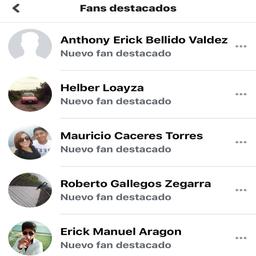 Fans destacados
Anthony Erick Bellido Valdez
Nuevo fan destacado
Helber Loayza
Nuevo fan destacado
Mauricio Caceres Torres
Nuevo fan destacado
Roberto Gallegos Zegarra
Nuevo fan destacado
Erick Manuel Aragon
Nuevo fan destacado